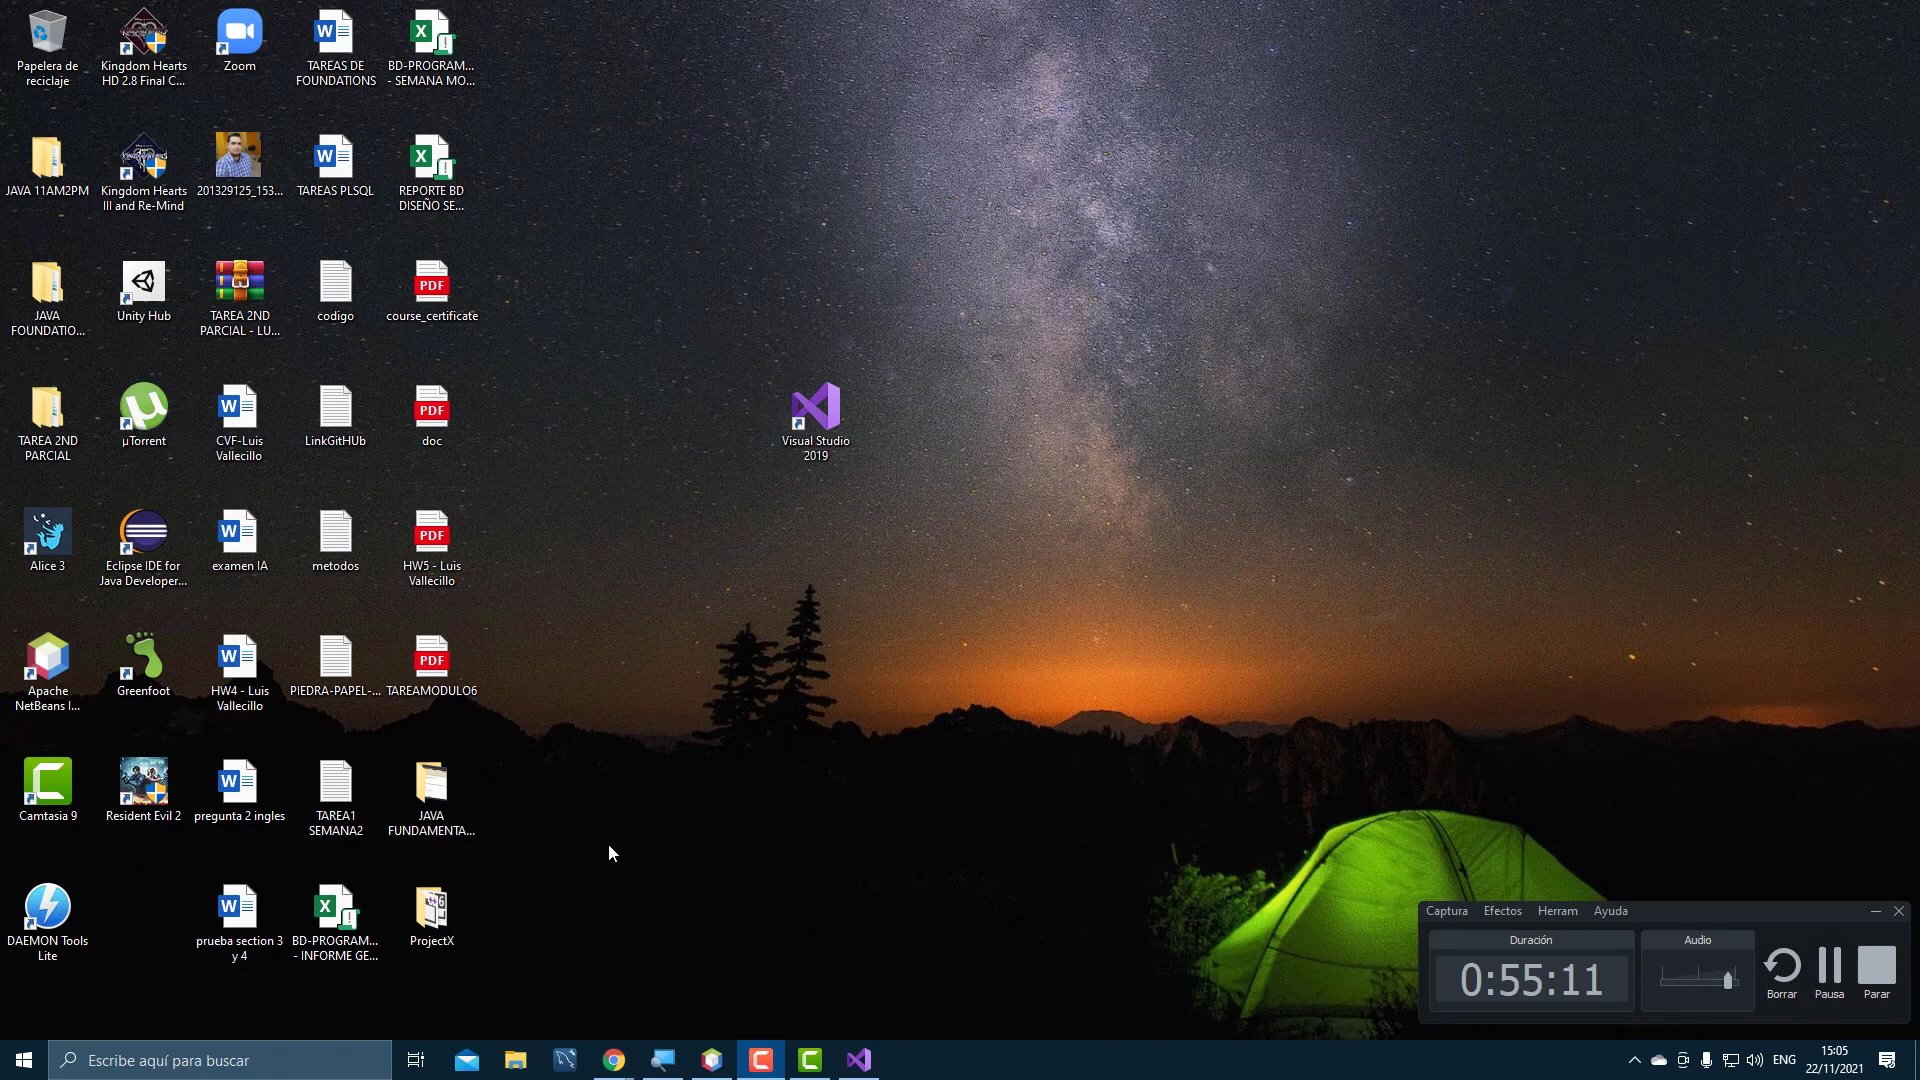 Papelera de
reciclaje
Kingdom Hearts
HD 2.8 Final C...
Zoom
TAREAS DE
FOUNDATIONS
BD-PROGRAM...
- SEMANA MO...
JAVA 11AM2PM
Kingdom Hearts
III and Re-Mind
201329125_153...
TAREAS PLSQL
REPORTE BD
DISEÑO SE...
JAVA
FOUNDATIO...
Unity Hub
TAREA 2ND
PARCIAL - LU...
codigo
PDF
course_certificate
TAREA 2ND
PARCIAL
µTorrent
CVF-Luis
Vallecillo
LinkGitHUb
PDF
doc
Visual Studio
2019
Alice 3
Eclipse IDE for
Java Developer...
examen IA
metodos
PDF
HW5 - Luis
Vallecillo
Apache
NetBeans I...
Greenfoot
HW4 - Luis
Vallecillo
PIEDRA-PAPEL-...
PDF
TAREAMODULO6
Camtasia 9
Resident Evil 2
pregunta 2 ingles
TAREA1
SEMANA2
JAVA
FUNDAMENTA...
DAEMON Tools
Lite
prueba section 3
y 4
BD-PROGRAM...
- INFORME GE...
ProjectX
Captura Efectos Herram Ayuda
Duración
Audio
0:55:11
Borrar
Pausa
Parar
Escribe aquí para buscar
ENG
15:05
22/11/2021